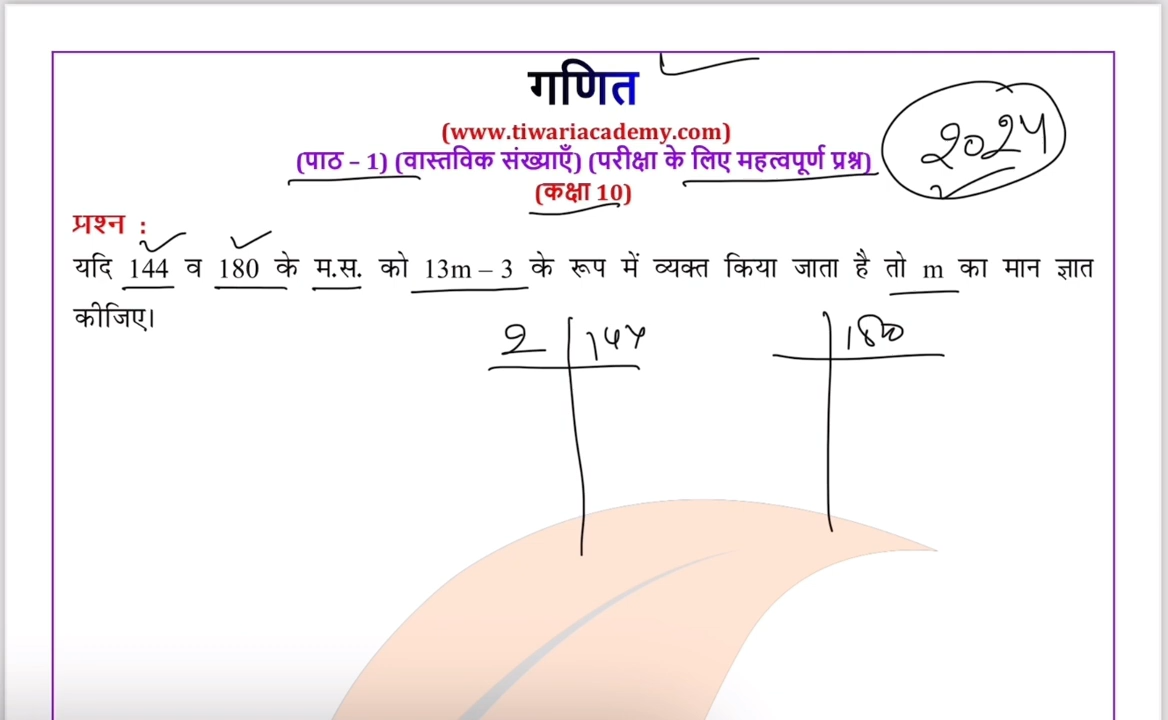 गणित
(www.tiwariacademy.com)
(पाठ – 1) (वास्तविक संख्याएँ) (परीक्षा के लिए महत्वपूर्ण प्रश्न)
(कक्षा 10)
2024
प्रश्न :
यदि 144 व 180 के म.स. को 13m – 3 के रूप में व्यक्त किया जाता है तो m का मान ज्ञात
कीजिए।
2 144 180